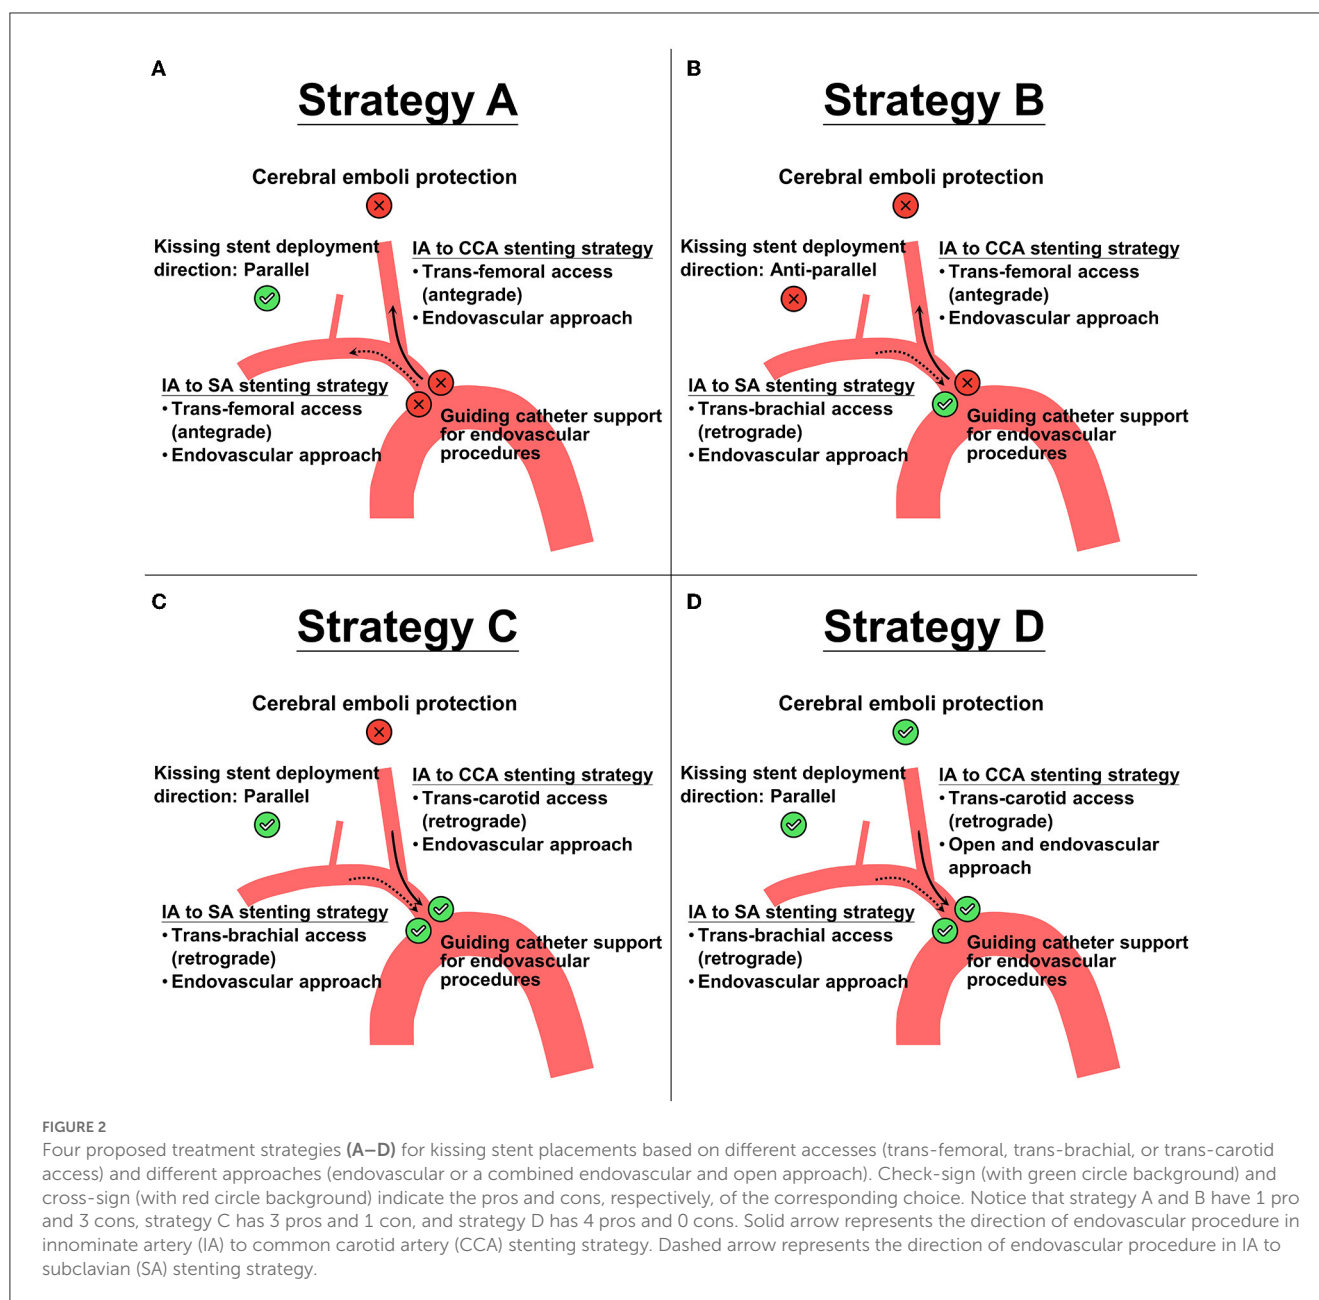 A
Strategy A
Cerebral emboli protection
Kissing stent deployment
direction: Parallel
IA to CCA stenting strategy
• Trans-femoral access
(antegrade)
• Endovascular approach
IA to SA stenting strategy
• Trans-femoral access
(antegrade)
• Endovascular approach
Guiding catheter support
for endovascular
procedures
B
Strategy B
Cerebral emboli protection
Kissing stent deployment
direction: Anti-parallel
IA to CCA stenting strategy
• Trans-femoral access
(antegrade)
• Endovascular approach
IA to SA stenting strategy
• Trans-brachial access
(retrograde)
• Endovascular approach
Guiding catheter support
for endovascular
procedures
C
Strategy C
Cerebral emboli protection
Kissing stent deployment
direction: Parallel
IA to CCA stenting strategy
• Trans-carotid access
(retrograde)
• Endovascular approach
IA to SA stenting strategy
• Trans-brachial access
(retrograde)
• Endovascular approach
Guiding catheter support
for endovascular
procedures
D
Strategy D
Cerebral emboli protection
Kissing stent deployment
direction: Parallel
IA to CCA stenting strategy
• Trans-carotid access
(retrograde)
• Open and endovascular
approach
IA to SA stenting strategy
• Trans-brachial access
(retrograde)
• Endovascular approach
Guiding catheter support
for endovascular
procedures
FIGURE 2
Four proposed treatment strategies (A–D) for kissing stent placements based on different accesses (trans-femoral, trans-brachial, or trans-carotid
access) and different approaches (endovascular or a combined endovascular and open approach). Check-sign (with green circle background) and
cross-sign (with red circle background) indicate the pros and cons, respectively, of the corresponding choice. Notice that strategy A and B have 1 pro
and 3 cons, strategy C has 3 pros and 1 con, and strategy D has 4 pros and 0 cons. Solid arrow represents the direction of endovascular procedure in
innominate artery (IA) to common carotid artery (CCA) stenting strategy. Dashed arrow represents the direction of endovascular procedure in IA to
subclavian (SA) stenting strategy.